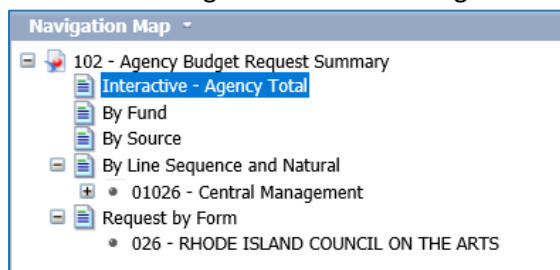 Navigation Map
102 - Agency Budget Request Summary
Interactive - Agency Total
By Fund
By Source
By Line Sequence and Natural
01026 - Central Management
Request by Form
026 - RHODE ISLAND COUNCIL ON THE ARTS